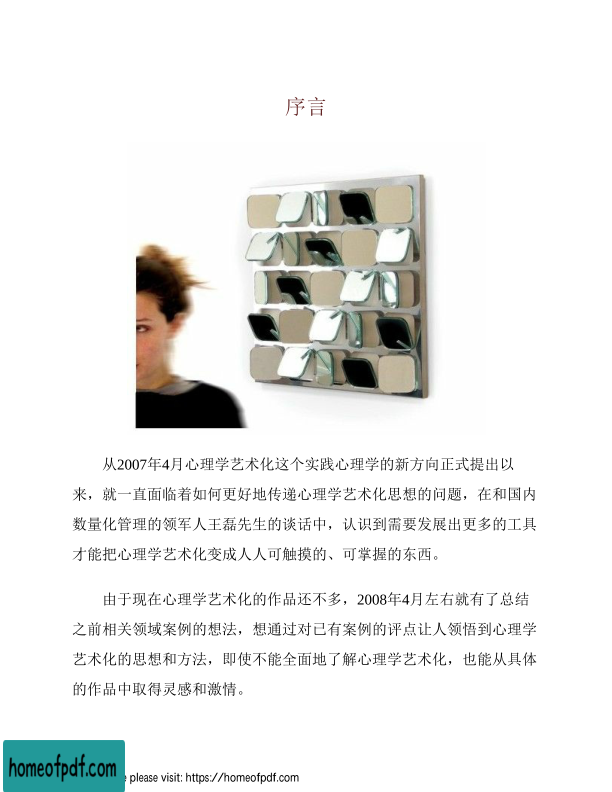 序言
从2007年4月心理学艺术化这个实践心理学的新方向正式提出以
来，就一直面临着如何更好地传递心理学艺术化思想的问题，在和国内
数量化管理的领军人王磊先生的谈话中，认识到需要发展出更多的工具
才能把心理学艺术化变成人人可触摸的、可掌握的东西。
由于现在心理学艺术化的作品还不多，2008年4月左右就有了总结
之前相关领域案例的想法，想通过对已有案例的评点让人领悟到心理学
艺术化的思想和方法，即使不能全面地了解心理学艺术化，也能从具体
的作品中取得灵感和激情。
homeofpdf.com
e please visit: https://homeofpdf.com